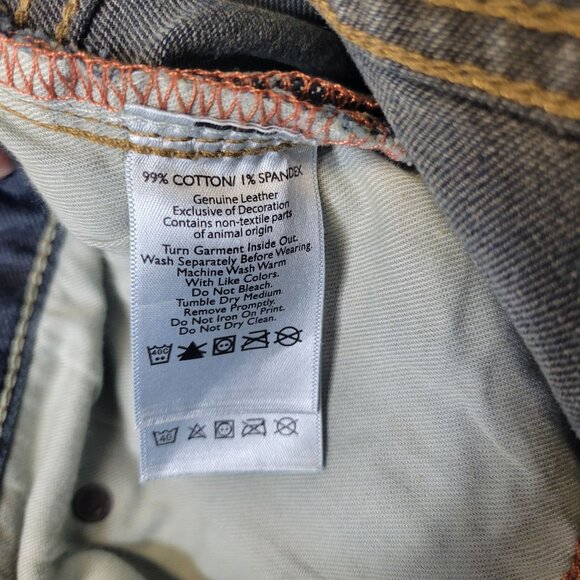 99% COTTON/ 1% SPANDEX
Genuine Leather
Exclusive of Decoration
Contains non-textile parts
of animal origin
Turn Garment Inside Out.
Wash Separately Before Wearing.
Machine Wash Warm
With Like Colors.
Do Not Bleach.
Tumble Dry Medium.
Remove Promptly.
Do Not Iron On Print.
Do Not Dry Clean.
40C
40